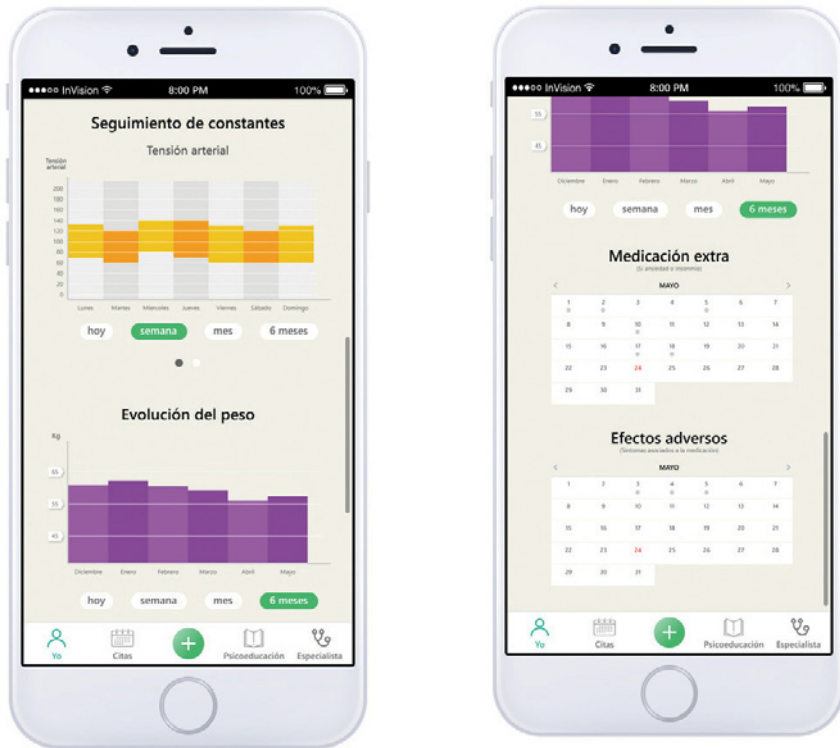 InVision 8:00 PM 100%
Seguimiento de constantes
Tensión arterial
Tensión
arterial
200
180
160
140
120
100
80
60
40
20
0
Lunes Martes Miercoles Jueves Viernes Sábado Domingo
hoy semana mes 6 meses
Evolución del peso
Kg
65
55
45
Diciembre Enero Febrero Marzo Abril Mayo
hoy semana mes 6 meses
Yo Citas + Psicoeducación Especialista
InVision 8:00 PM 100%
55
45
Diciembre Enero Febrero Marzo Abril Mayo
hoy semana mes 6 meses
Medicación extra
(Si ansiedad o insomnio)
< MAYO >
1 2 3 4 5 6 7
8 9 10 11 12 13 14
15 16 17 18 19 20 21
22 23 24 25 26 27 28
29 30 31
Efectos adversos
(Síntomas asociados a la medicación)
< MAYO >
1 2 3 4 5 6 7
8 9 10 11 12 13 14
15 16 17 18 19 20 21
22 23 24 25 26 27 28
29 30 31
Yo Citas + Psicoeducación Especialista